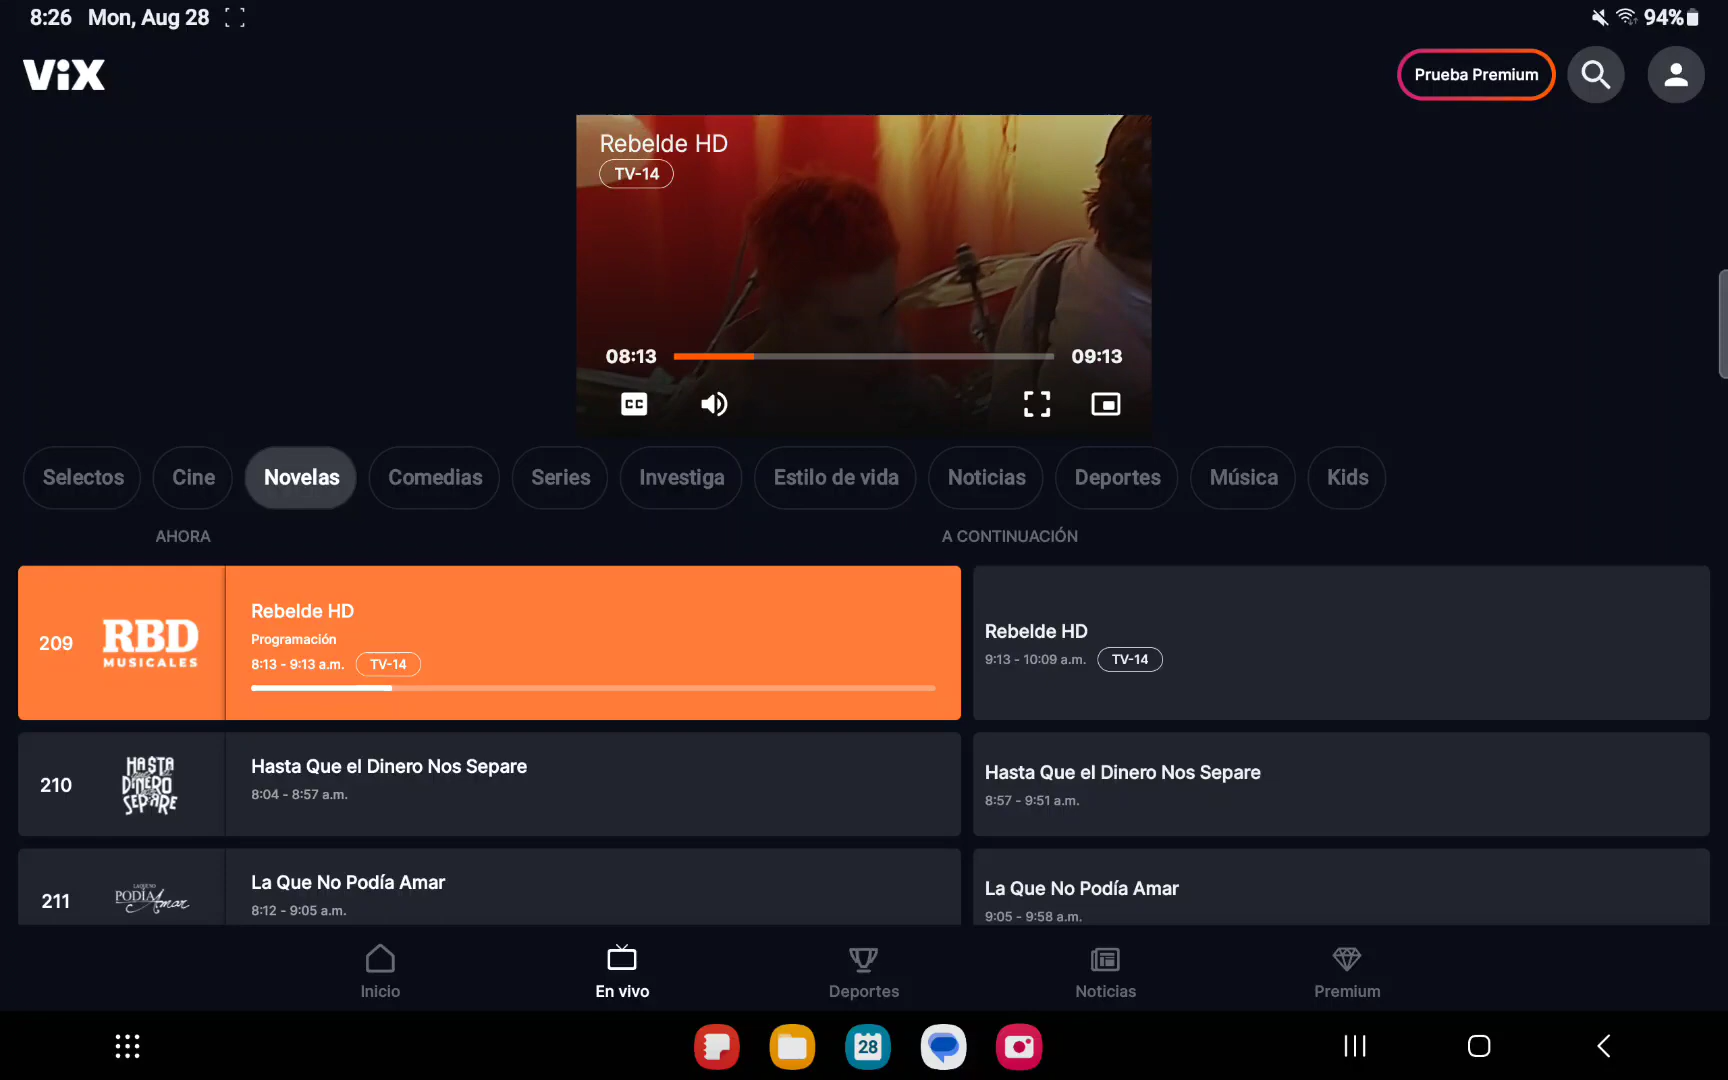 8:26 Mon, Aug 28
94%
ViX
Prueba Premium
Rebelde HD
TV-14
08:13
09:13
CC
Selectos
Cine
Novelas
Comedias
Series
Investiga
Estilo de vida
Noticias
Deportes
Música
Kids
AHORA
A CONTINUACIÓN
209
RBD
MUSICALES
Rebelde HD
Programación
8:13 - 9:13 a.m.
TV-14
Rebelde HD
9:13 - 10:09 a.m.
TV-14
210
HASTA
DINERO
SEPARE
Hasta Que el Dinero Nos Separe
8:04 - 8:57 a.m.
Hasta Que el Dinero Nos Separe
8:57 - 9:51 a.m.
211
LA QUE NO
PODÍA Amar
La Que No Podía Amar
8:12 - 9:05 a.m.
La Que No Podía Amar
9:05 - 9:58 a.m.
Inicio
En vivo
Deportes
Noticias
Premium
28